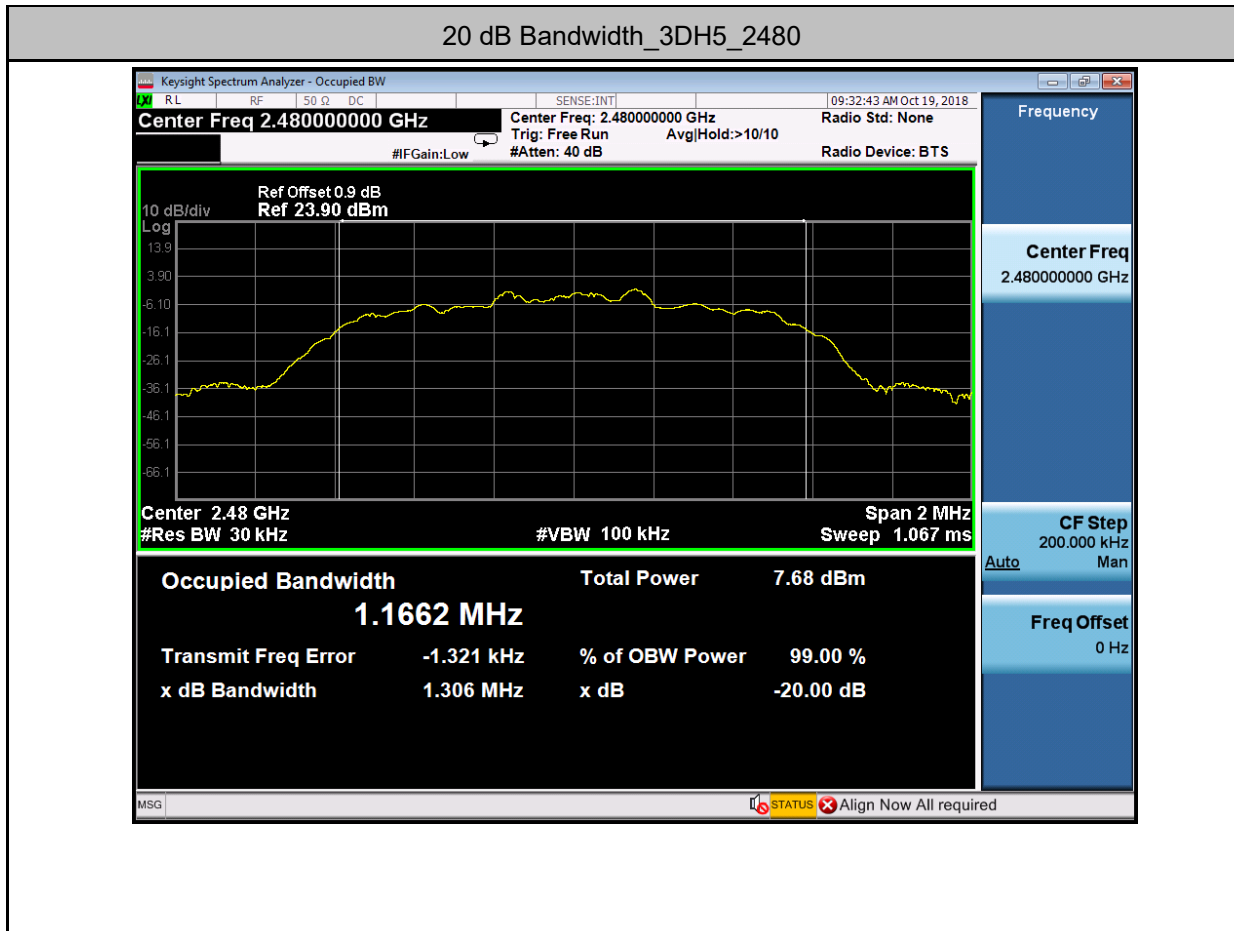 20 dB Bandwidth_3DH5_2480
Keysight Spectrum Analyzer - Occupied BW
LXI RL RF 50 Ω DC SENSE:INT 09:32:43 AM Oct 19, 2018
Center Freq 2.480000000 GHz
Center Freq: 2.480000000 GHz
Radio Std: None
Trig: Free Run Avg|Hold:>10/10
#IFGain:Low
#Atten: 40 dB
Radio Device: BTS
Ref Offset 0.9 dB
10 dB/div Ref 23.90 dBm
Log
13.9
3.90
-6.10
-16.1
-26.1
-36.1
-46.1
-56.1
-66.1
Center 2.48 GHz Span 2 MHz
#Res BW 30 kHz #VBW 100 kHz Sweep 1.067 ms
Occupied Bandwidth Total Power 7.68 dBm
1.1662 MHz
Transmit Freq Error -1.321 kHz % of OBW Power 99.00 %
x dB Bandwidth 1.306 MHz x dB -20.00 dB
Frequency
Center Freq
2.480000000 GHz
CF Step
200.000 kHz
Auto Man
Freq Offset
0 Hz
MSG STATUS Align Now All required